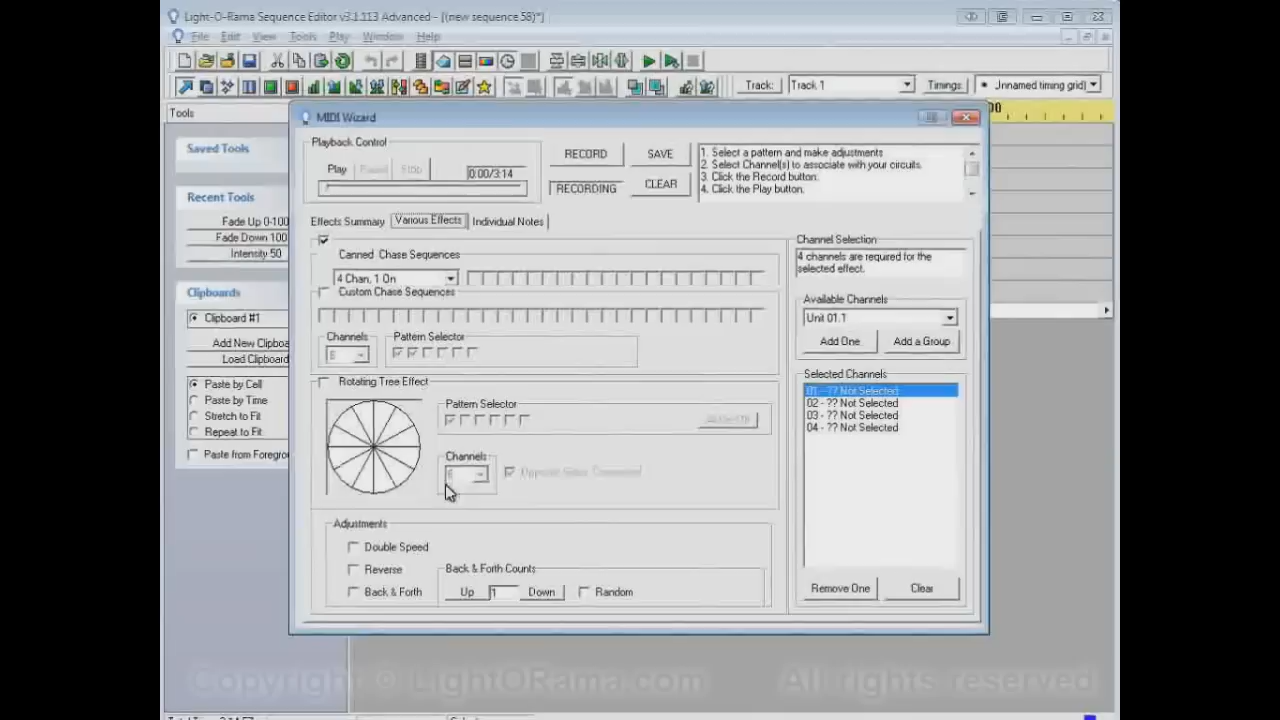 Light-O-Rama Sequence Editor v3.1.113 Advanced - [(new sequence 58)*]
File Edit View Tools Play Window Help
Track: Track 1 Timings: Unnamed timing grid)
Tools
Saved Tools
Recent Tools
Fade Up 0-100
Fade Down 100
Intensity 50
Clipboards
Clipboard #1
Add New Clipboa
Load Clipboard
Paste by Cell
Paste by Time
Stretch to Fit
Repeat to Fit
Paste from Foregrou
MIDI Wizard
Playback Control
Play Pause Stop 0:00/3:14
RECORD SAVE
RECORDING CLEAR
1. Select a pattern and make adjustments
2. Select Channel(s) to associate with your circuits.
3. Click the Record button.
4. Click the Play button.
Effects Summary Various Effects Individual Notes
Canned Chase Sequences
4 Chan, 1 On
Custom Chase Sequences
Channels Pattern Selector
6
Rotating Tree Effect
Pattern Selector
Channels
6 Opposite Sides Connected
Adjustments
Double Speed
Reverse
Back & Forth
Back & Forth Counts
Up 1 Down Random
Channel Selection
4 channels are required for the
selected effect.
Available Channels
Unit 01.1
Add One Add a Group
Selected Channels
01 - ?? Not Selected
02 - ?? Not Selected
03 - ?? Not Selected
04 - ?? Not Selected
Remove One Clear
Copyright © LightORama.com All rights reserved